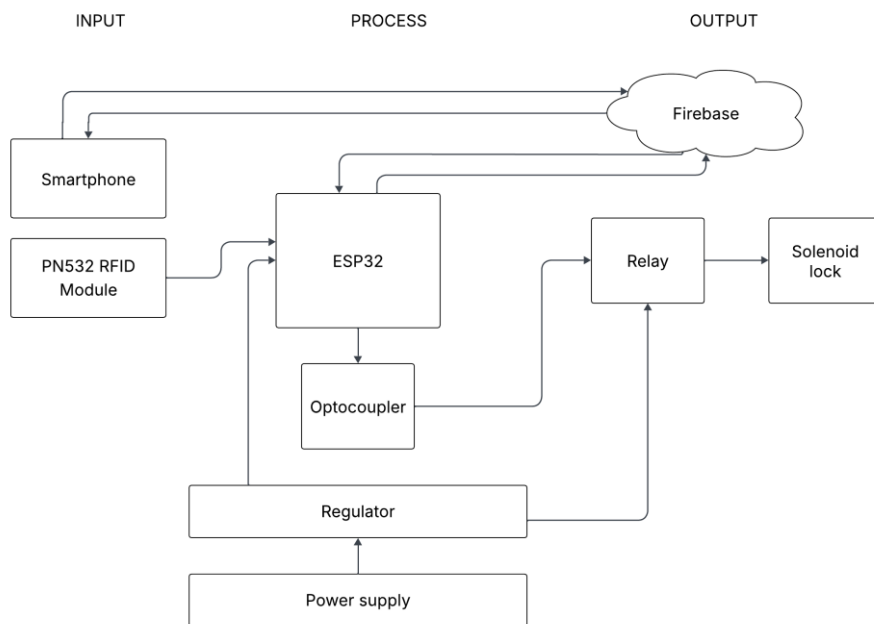 INPUT
PROCESS
OUTPUT
Firebase
Smartphone
PN532 RFID
Module
ESP32
Relay
Solenoid
lock
Optocoupler
Regulator
Power supply